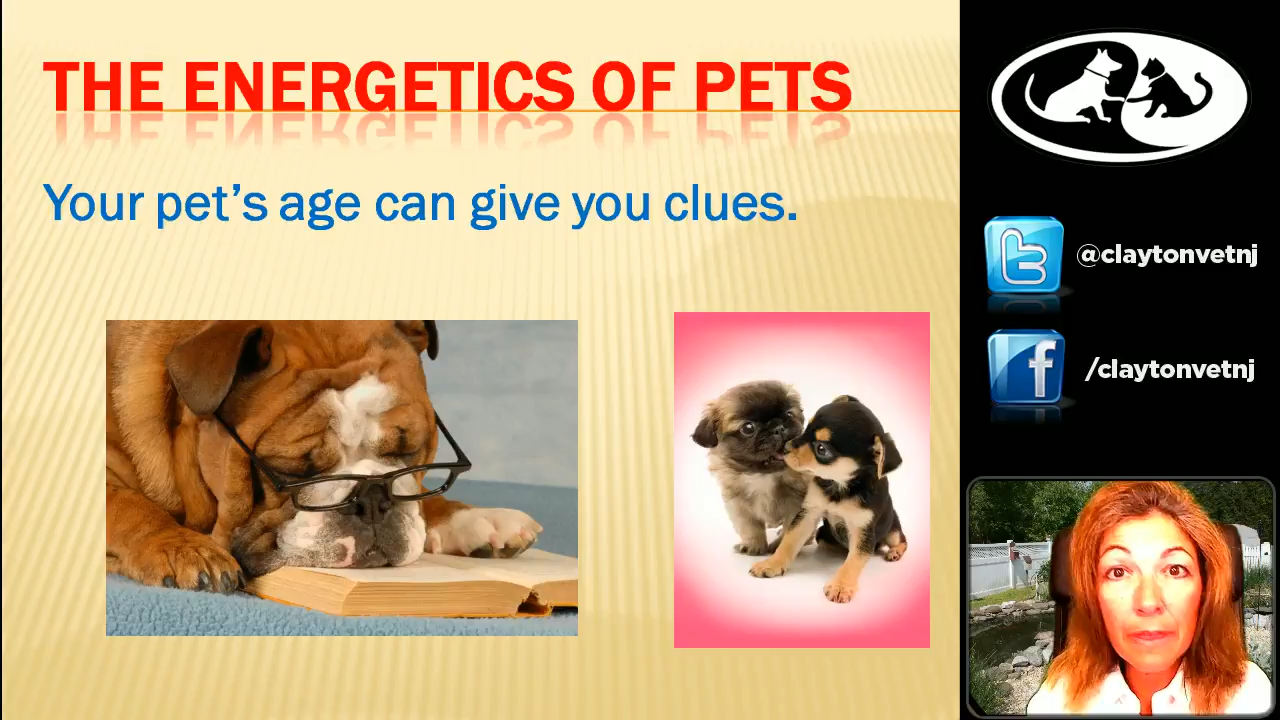 THE ENERGETICS OF PETS
Your pet's age can give you clues.
@claytonvetnj
/claytonvetnj